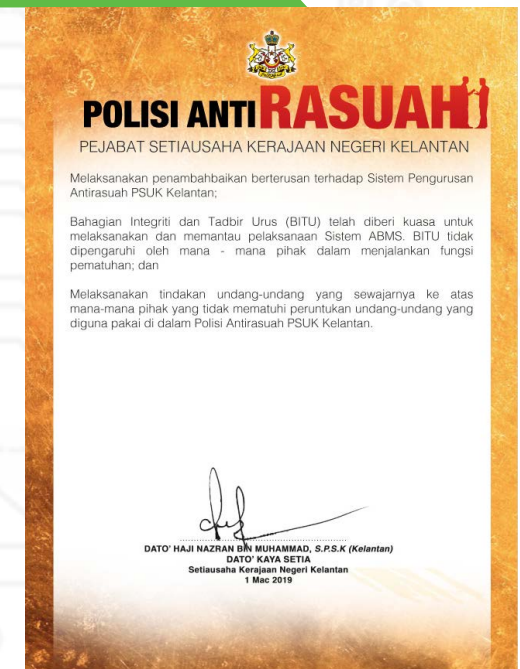 POLISI ANTI RASUAH
PEJABAT SETIAUSAHA KERAJAAN NEGERI KELANTAN
Melaksanakan penambahbaikan berterusan terhadap Sistem Pengurusan
Antirasuah PSUK Kelantan;
Bahagian Integriti dan Tadbir Urus (BITU) telah diberi kuasa untuk
melaksanakan dan memantau pelaksanaan Sistem ABMS. BITU tidak
dipengaruhi oleh mana - mana pihak dalam menjalankan fungsi
pematuhan; dan
Melaksanakan tindakan undang-undang yang sewajarnya ke atas
mana-mana pihak yang tidak mematuhi peruntukan undang-undang yang
diguna pakai di dalam Polisi Antirasuah PSUK Kelantan.
DATO' HAJI NAZRAN BIN MUHAMMAD, S.P.S.K (Kelantan)
DATO' KAYA SETIA
Setiausaha Kerajaan Negeri Kelantan
1 Mac 2019